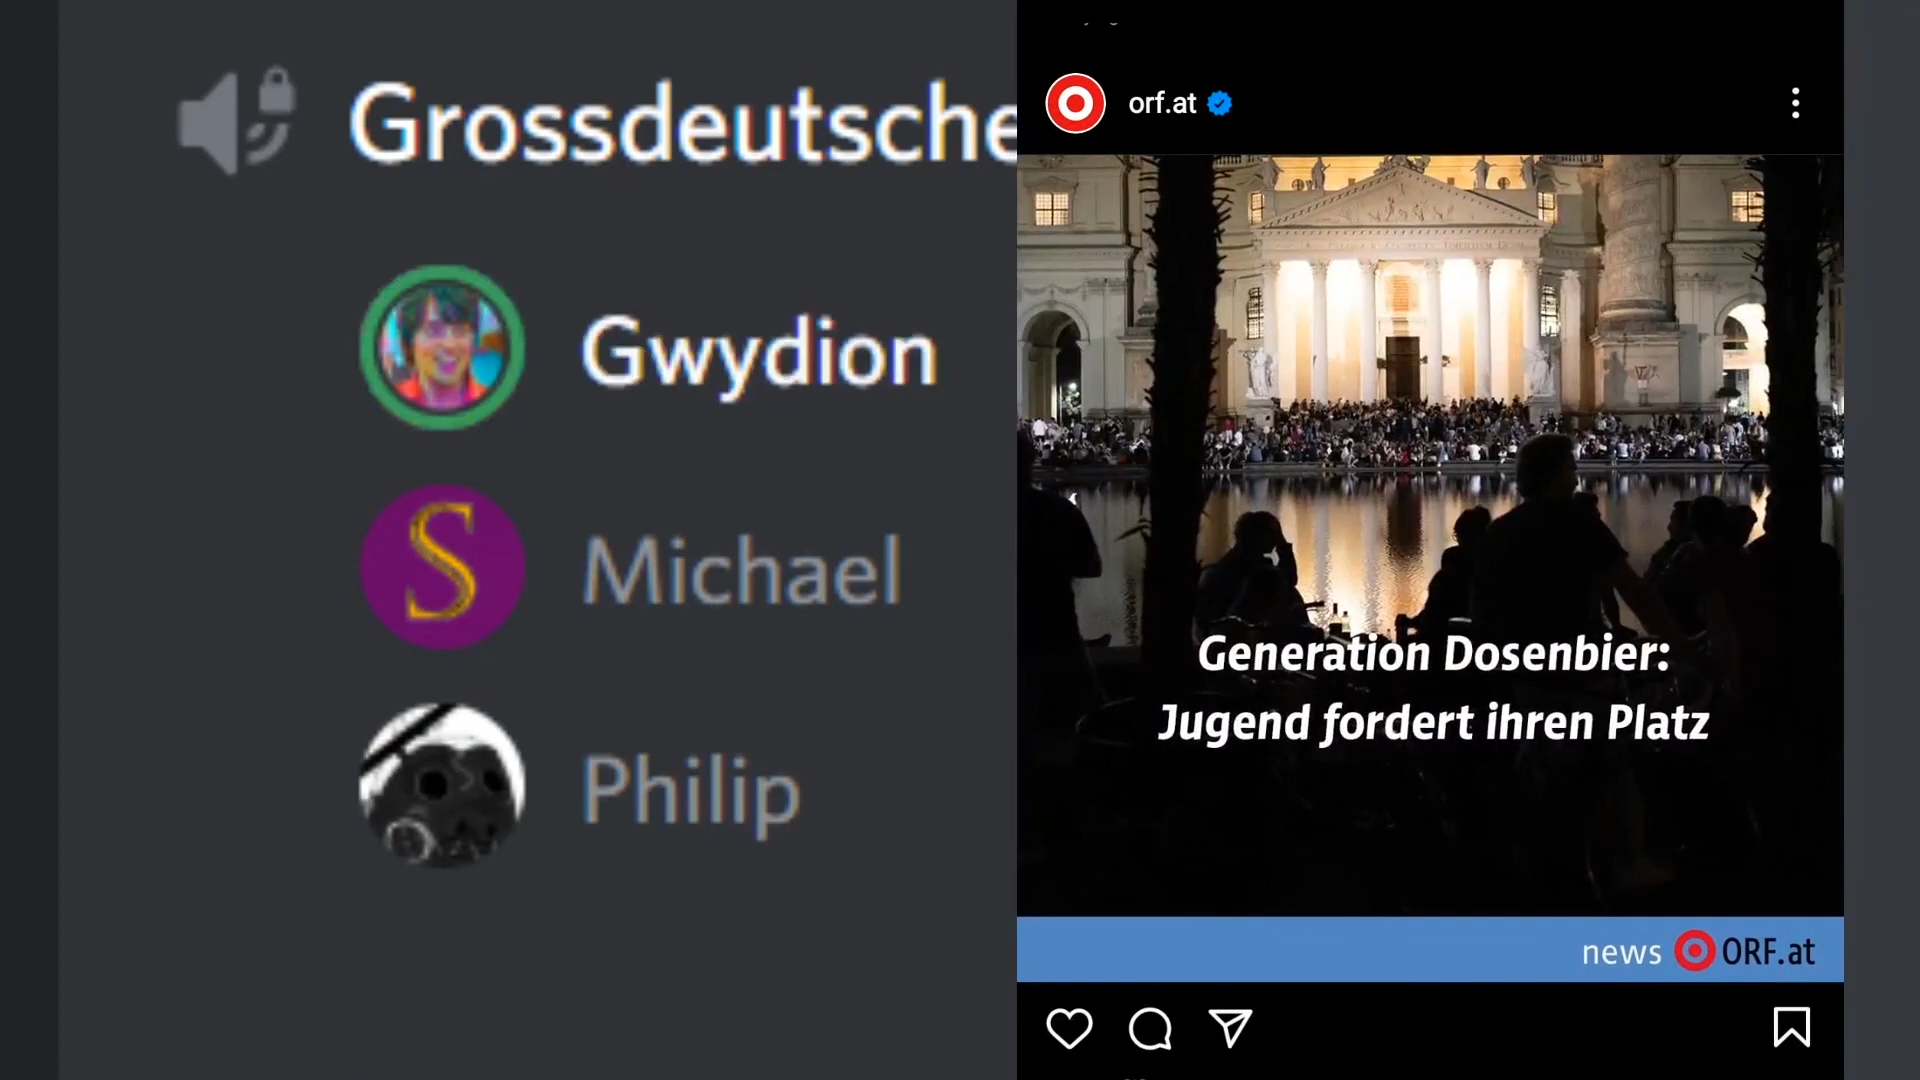 Grossdeutsche
Gwydion
S
Michael
Philip
orf.at
Generation Dosenbier:
Jugend fordert ihren Platz
news ORF.at